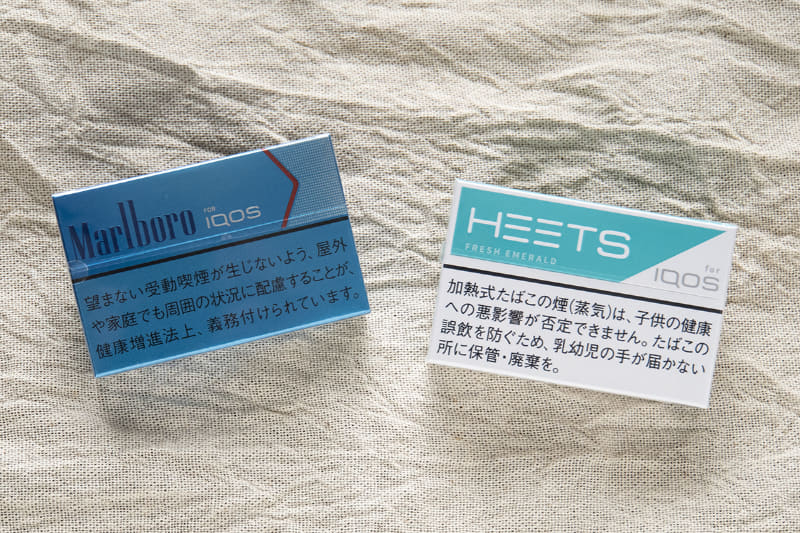 Marlboro FOR IQOS
望まない受動喫煙が生じないよう、屋外
や家庭でも周囲の状況に配慮することが、
健康増進法上、義務付けられています。
HEETS
FRESH EMERALD
for
IQOS
加熱式たばこの煙(蒸気)は、子供の健康
への悪影響が否定できません。たばこの
誤飲を防ぐため、乳幼児の手が届かない
所に保管・廃棄を。